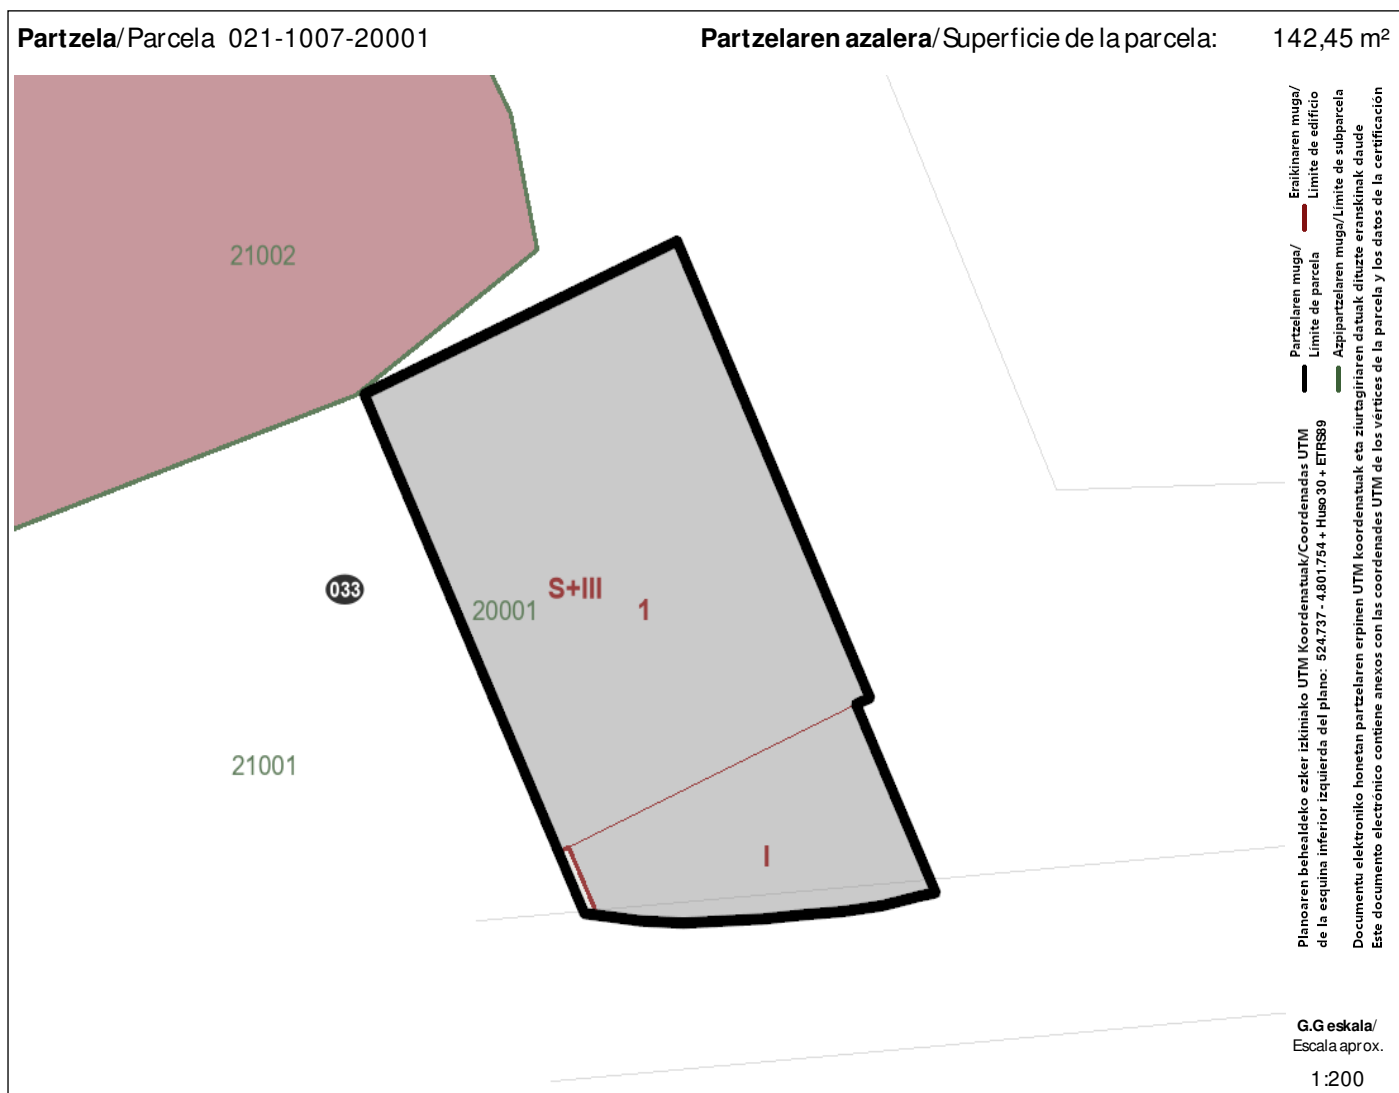 Partzela/Parcela 021-1007-20001
Partzelaren azalera/Superficie de la parcela: 142,45 m²
21002
S+III
033
20001
1
21001
I
Eraikinaren muga/
Límite de edificio
Partzelaren muga/
Límite de parcela
Azpipartzelaren muga/Límite de subparcela
Planoaren behealdeko ezker izkiniako UTM Koordenatuak/Coordenadas UTM
de la esquina inferior izquierda del plano: 524.737 - 4.801.754 + Huso 30 + ETRS89
Documentu elektroniko honetan partzelaren erpinen UTM koordenatuak eta ziurtagiriaren datuak dituzte eranskinak daude
Este documento electrónico contiene anexos con las coordenades UTM de los vértices de la parcela y los datos de la certificación
G.G eskala/
Escala aprox.
1:200